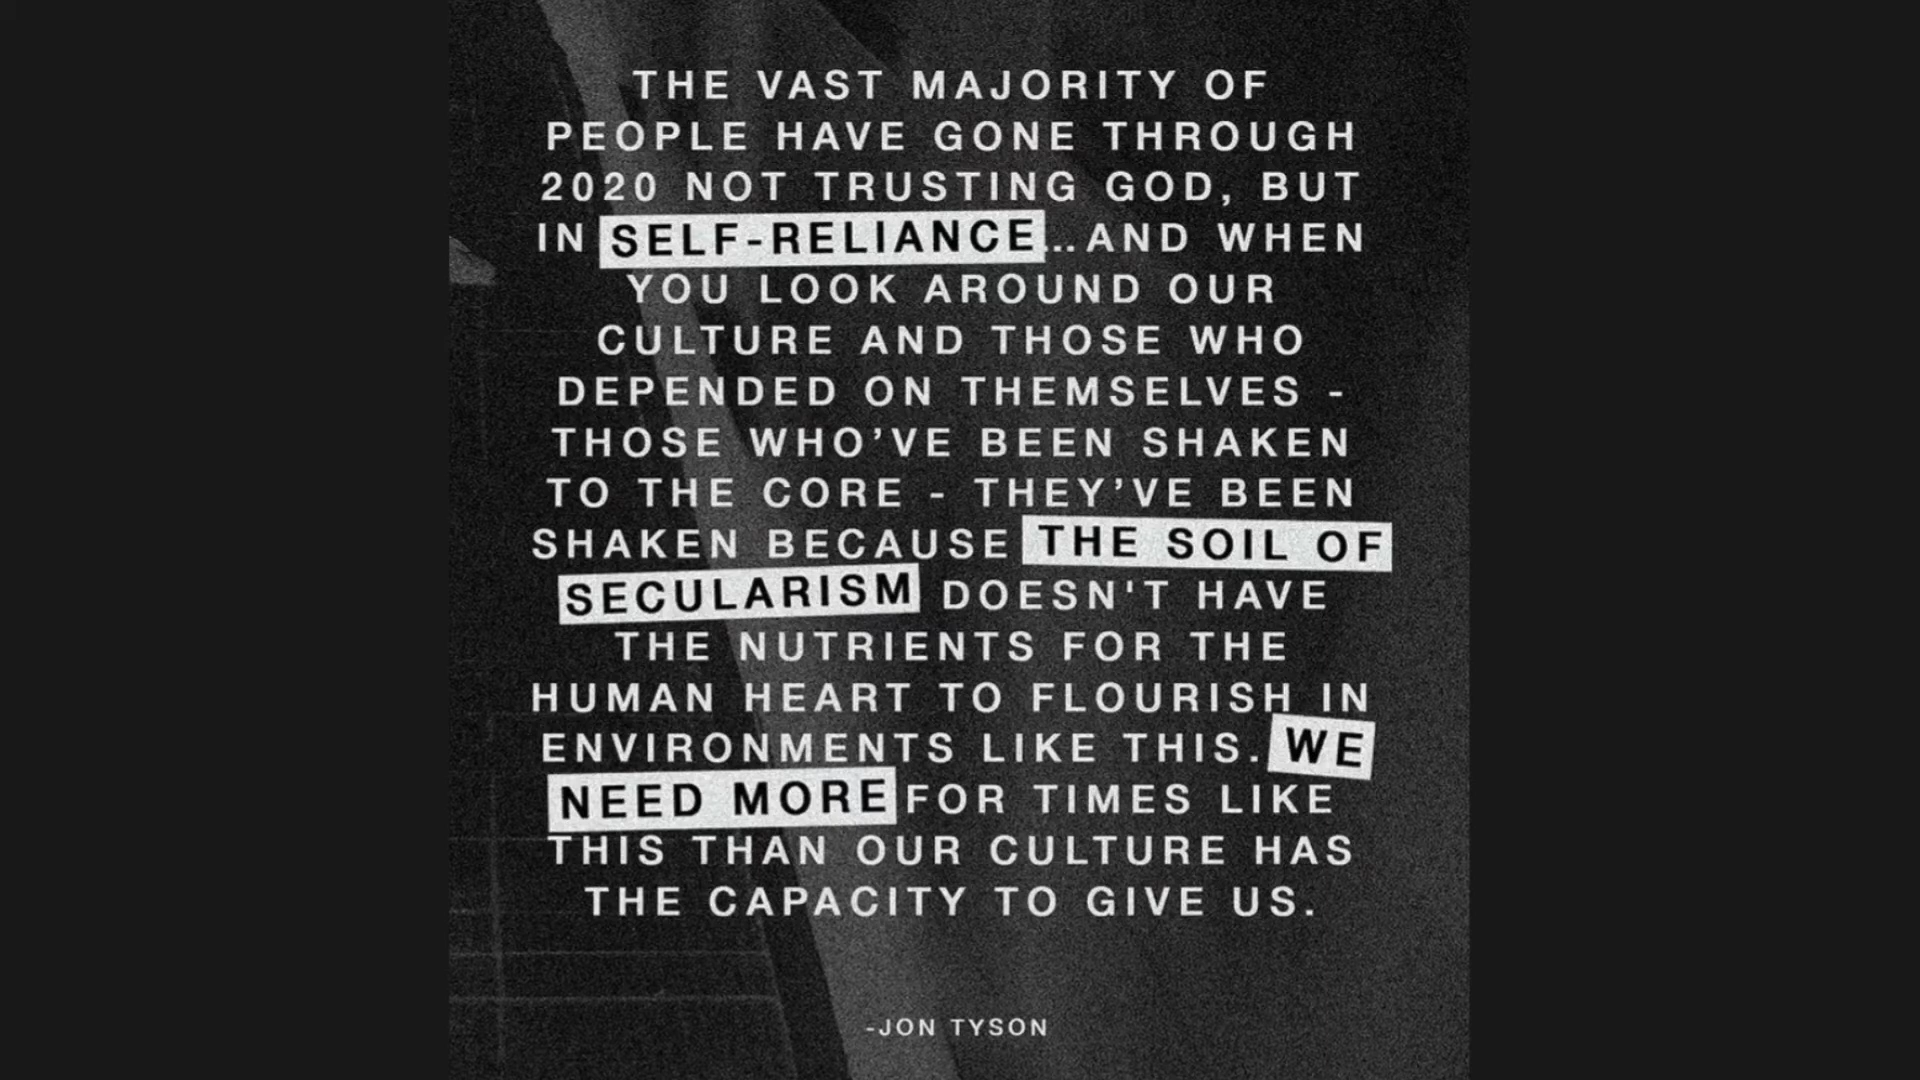 THE VAST MAJORITY OF
PEOPLE HAVE GONE THROUGH
2020 NOT TRUSTING GOD, BUT
IN SELF-RELIANCE...AND WHEN
YOU LOOK AROUND OUR
CULTURE AND THOSE WHO
DEPENDED ON THEMSELVES -
THOSE WHO’VE BEEN SHAKEN
TO THE CORE - THEY’VE BEEN
SHAKEN BECAUSE THE SOIL OF
SECULARISM DOESN'T HAVE
THE NUTRIENTS FOR THE
HUMAN HEART TO FLOURISH IN
ENVIRONMENTS LIKE THIS. WE
NEED MORE FOR TIMES LIKE
THIS THAN OUR CULTURE HAS
THE CAPACITY TO GIVE US.
-JON TYSON